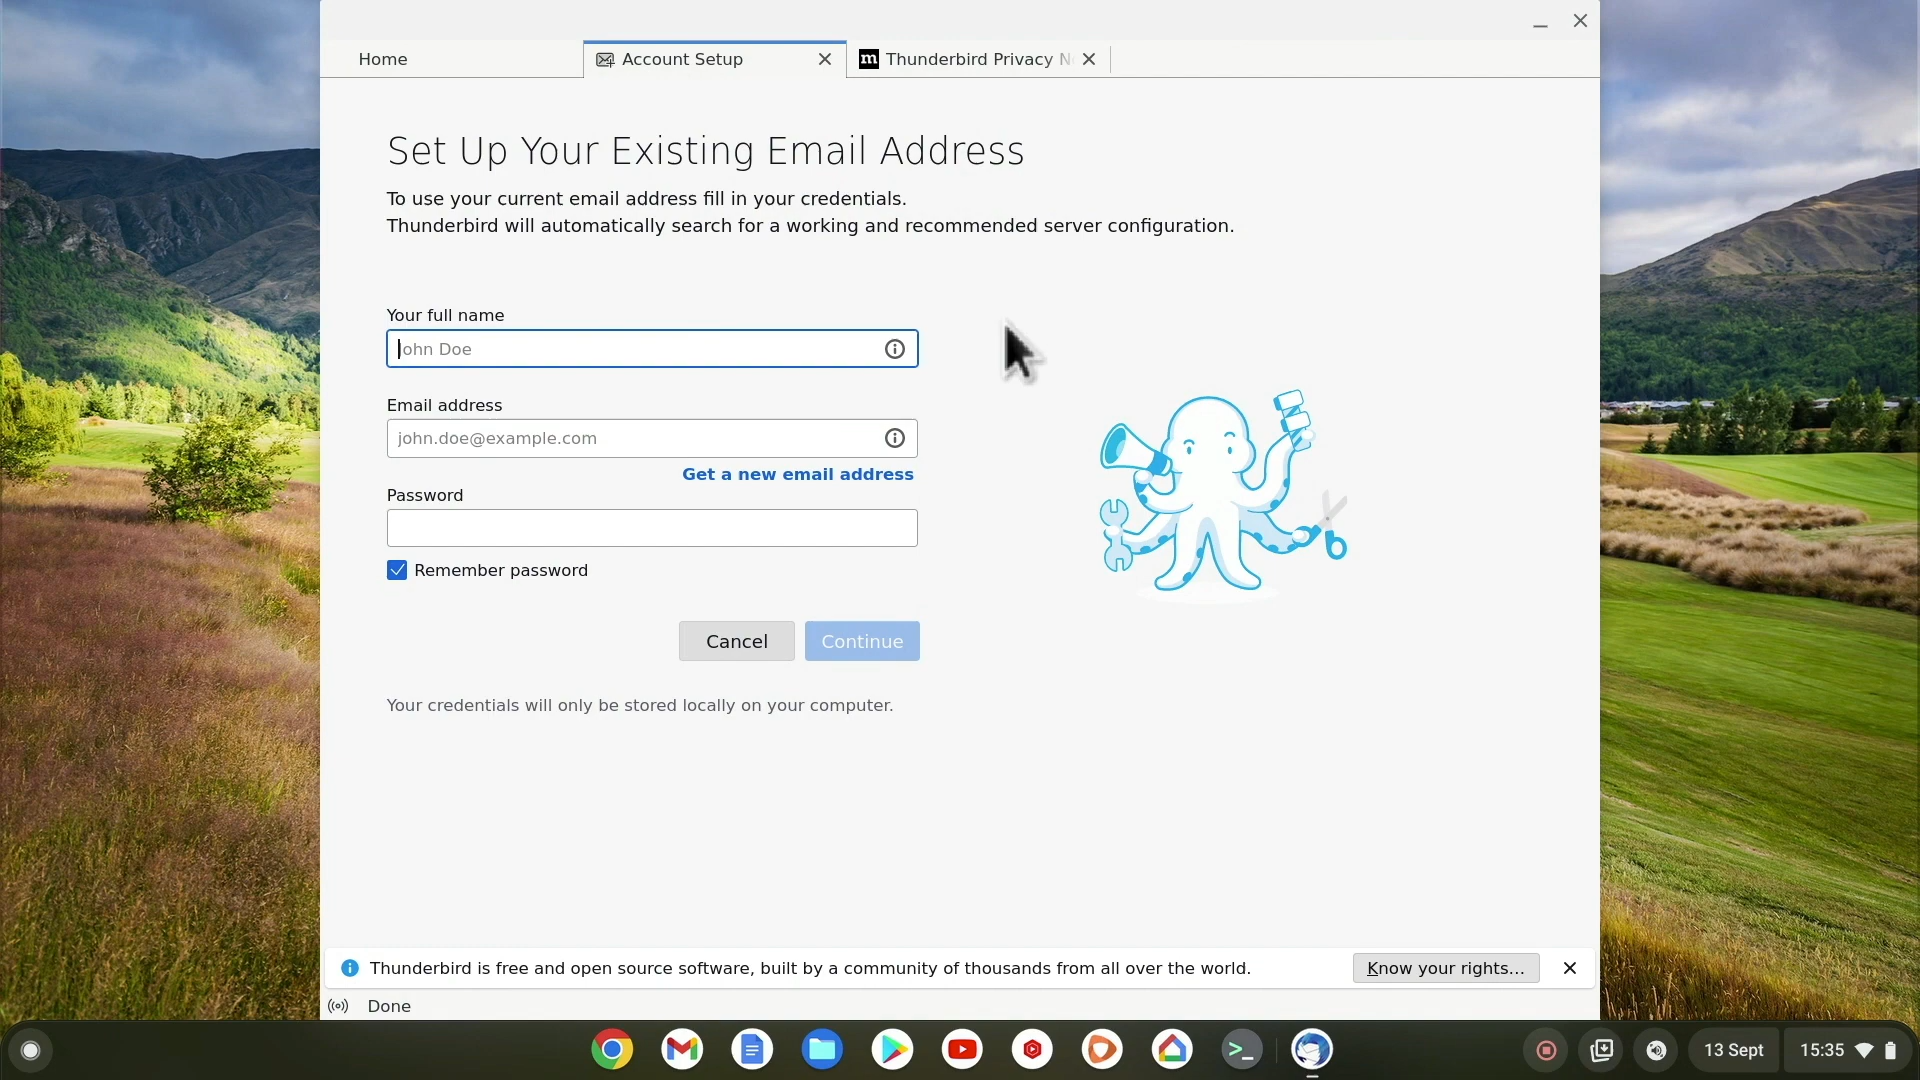 Home
Account Setup
m Thunderbird Privacy N
Set Up Your Existing Email Address
To use your current email address fill in your credentials.
Thunderbird will automatically search for a working and recommended server configuration.
Your full name
John Doe
Email address
john.doe@example.com
Get a new email address
Password
Remember password
Cancel
Continue
Your credentials will only be stored locally on your computer.
Thunderbird is free and open source software, built by a community of thousands from all over the world.
Know your rights...
Done
13 Sept
15:35